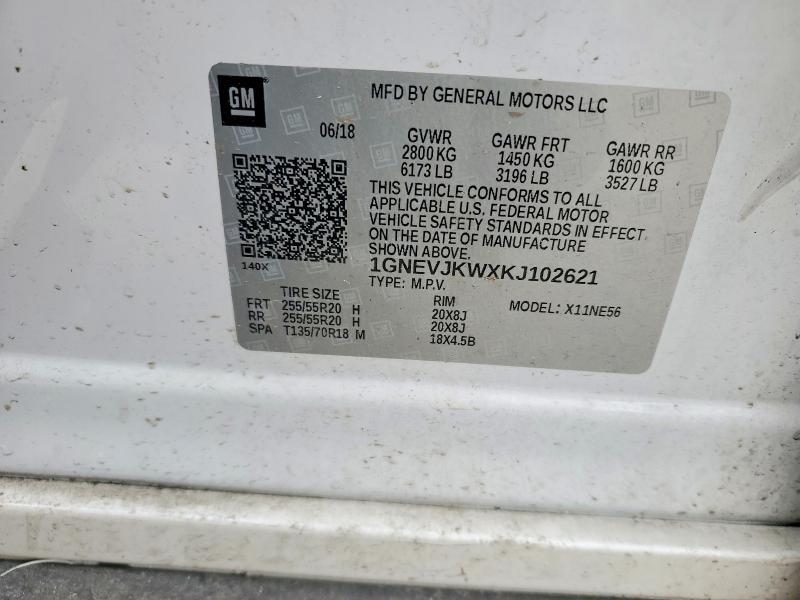 GM
MFD BY GENERAL MOTORS LLC
06/18
GVWR GAWR FRT GAWR RR
2800 KG 1450 KG 1600 KG
6173 LB 3196 LB 3527 LB
THIS VEHICLE CONFORMS TO ALL
APPLICABLE U.S. FEDERAL MOTOR
VEHICLE SAFETY STANDARDS IN EFFECT
ON THE DATE OF MANUFACTURE
SHOWN ABOVE.
140X
1GNEVJKWXKJ102621
TYPE: M.P.V.
TIRE SIZE RIM MODEL: X11NE56
FRT 255/55R20 H 20X8J
RR 255/55R20 H 20X8J
SPA T135/70R18 M 18X4.5B